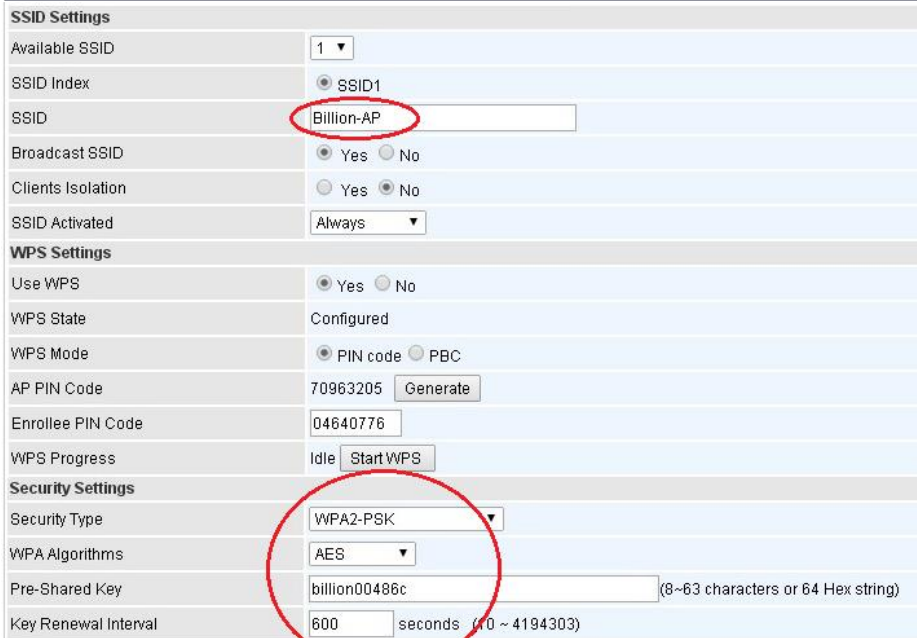 SSID Settings
Available SSID 1
SSID Index SSID1
SSID Billion-AP
Broadcast SSID Yes No
Clients Isolation Yes No
SSID Activated Always
WPS Settings
Use WPS Yes No
WPS State Configured
WPS Mode PIN code PBC
AP PIN Code 70963205 Generate
Enrollee PIN Code 04640776
WPS Progress Idle Start WPS
Security Settings
Security Type WPA2-PSK
WPA Algorithms AES
Pre-Shared Key billion00486c (8~63 characters or 64 Hex string)
Key Renewal Interval 600 seconds (10 ~ 4194303)